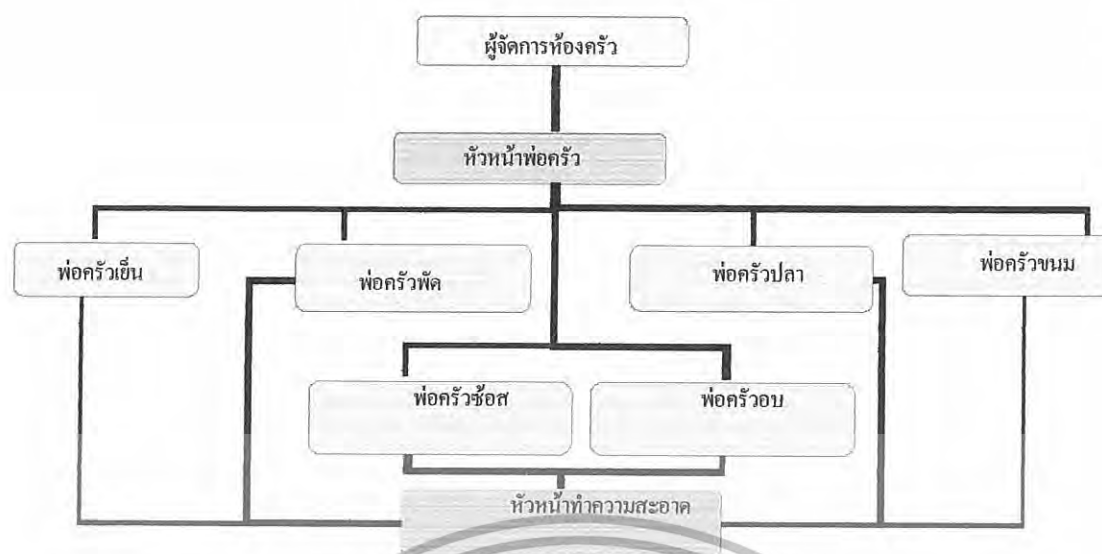 ผู้จัดการห้องครัว
หัวหน้าพ่อครัว
พ่อครัวเย็น
พ่อครัวพัด
พ่อครัวปลา
พ่อครัวขนม
พ่อครัวซ้อส
พ่อครัวอบ
หัวหน้าทำความสะอาด